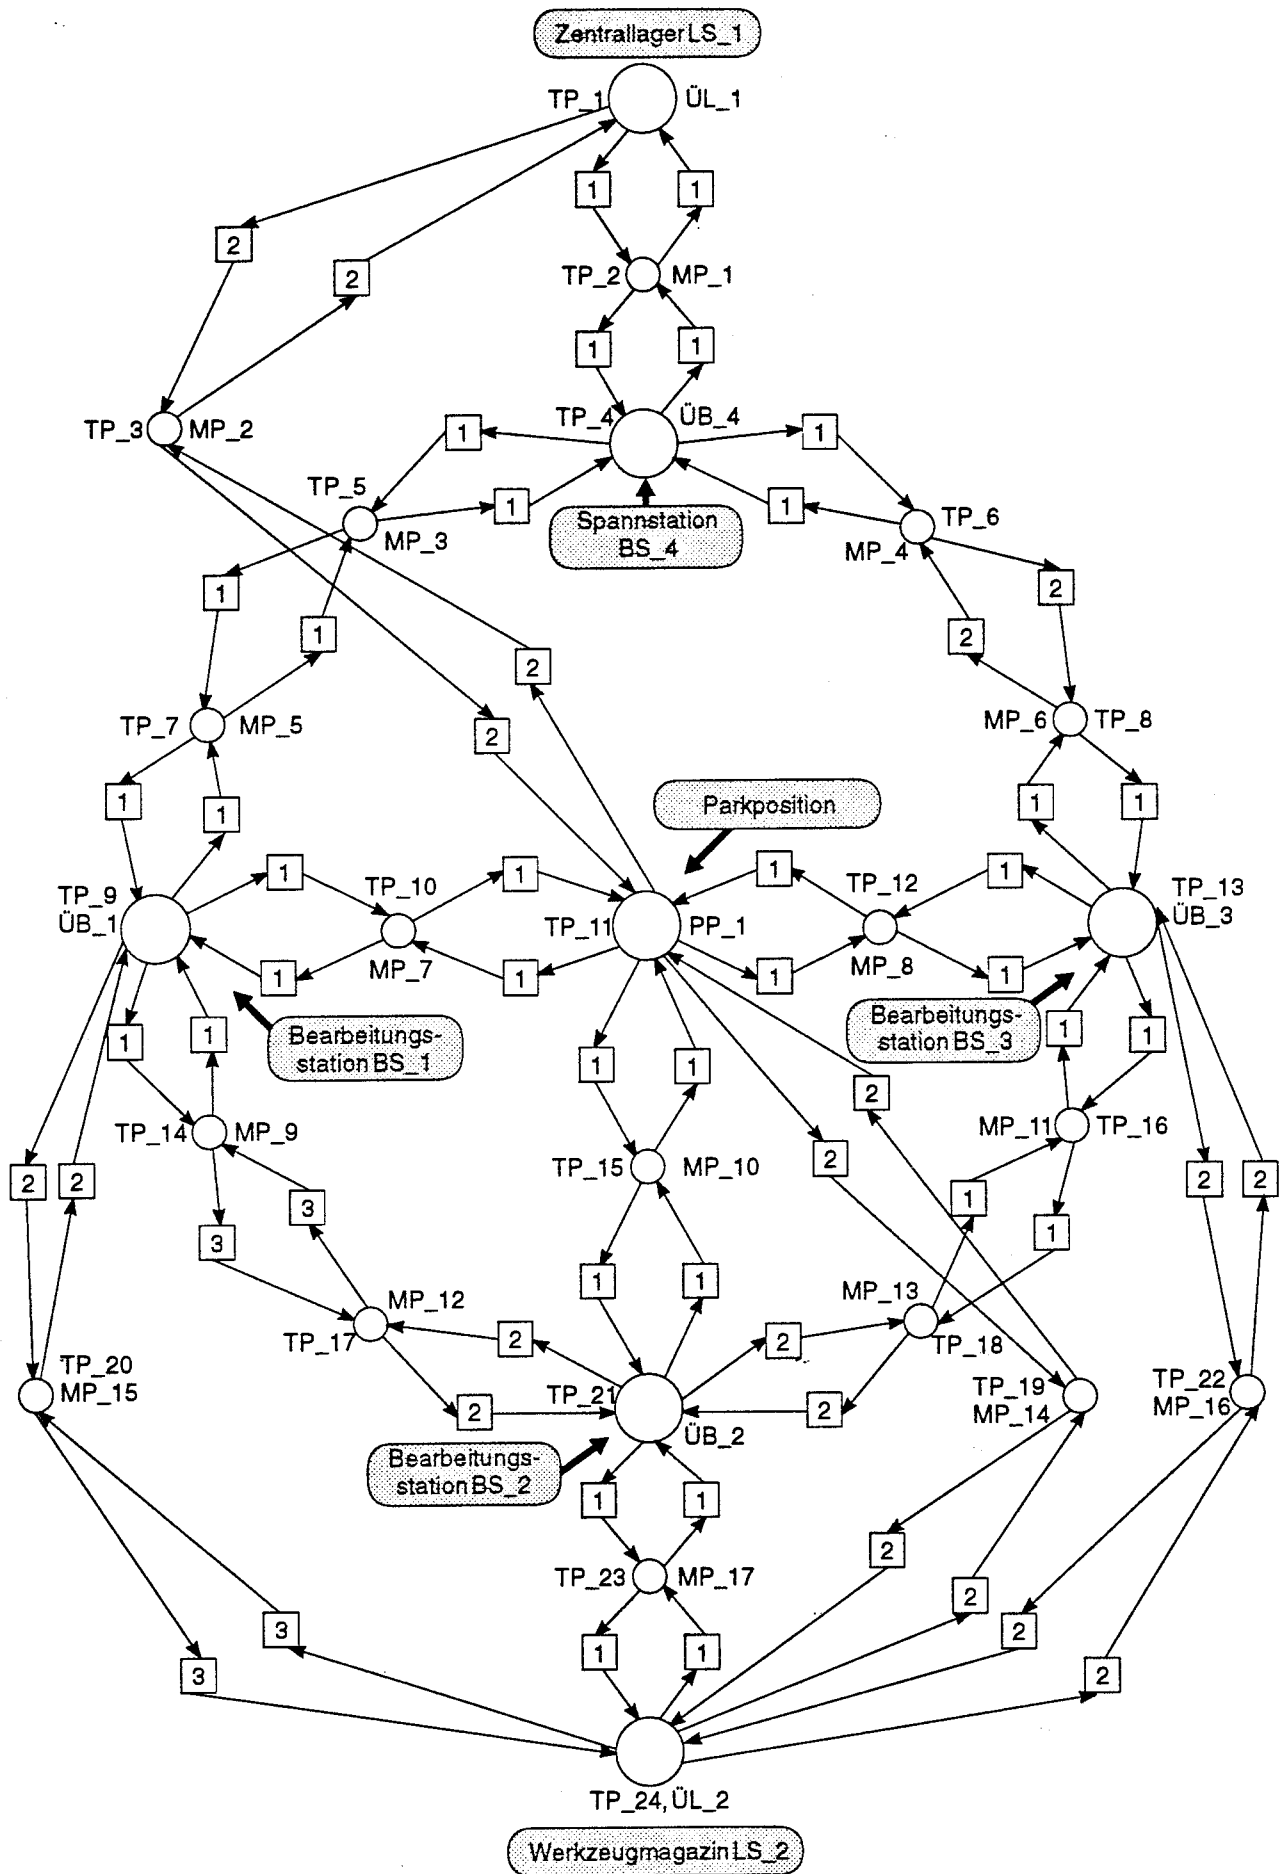 Zentrallager LS_1
TP_1 ÜL_1
1 1
2
2
TP_2 MP_1
1 1
TP_4 ÜB_4
TP_3 MP_2
1 1
TP_5
1 1
Spannstation
BS_4
TP_6
MP_4
MP_3
1
2
1
2
2
TP_7 MP_5
MP_6 TP_8
2
1
1
Parkposition
1 1
1 1
1 1
TP_9
ÜB_1
TP_10
TP_11 PP_1
TP_12
TP_13
ÜB_3
MP_7
MP_8
1 1
1 1
Bearbeitungs-
station BS_1
Bearbeitungs-
station BS_3
1
1
1
1
1 1
2
TP_14 MP_9
MP_11 TP_16
2
TP_15 MP_10
2 2
2 2
3
3
1
1
1 1
MP_12
TP_17
MP_13
TP_18
2
2
TP_20
MP_15
TP_21
ÜB_2
TP_19
MP_14
TP_22
MP_16
2
2
Bearbeitungs-
station BS_2
1 1
2
TP_23 MP_17
2
3
1 1
2
3
2
TP_24, ÜL_2
Werkzeugmagazin LS_2